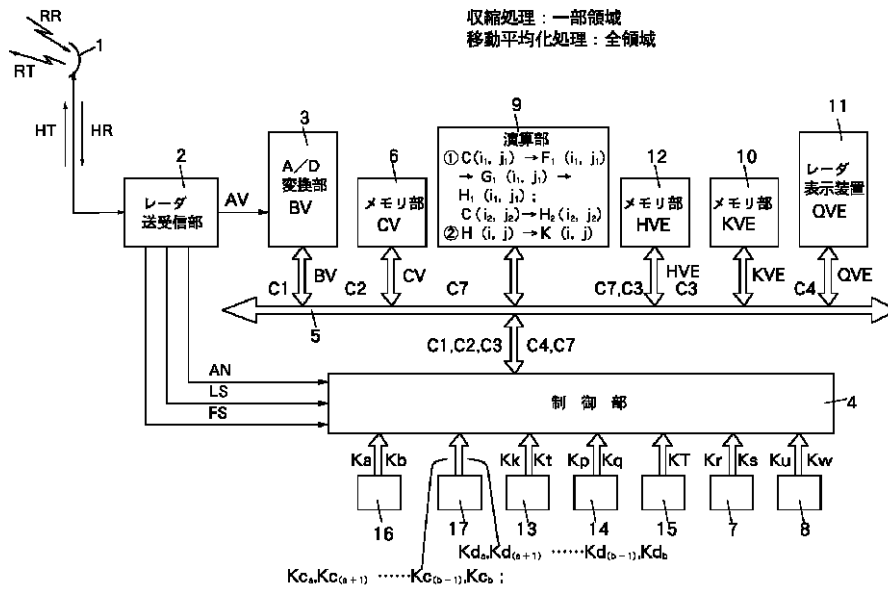 収縮処理：一部領域
移動平均化処理：全領域
RR
1
RT
HT
HR
2
レーダ
送受信部
AV
3
A／D
変換部
BV
6
メモリ部
CV
9
演算部
①C(i₁, j₁)→F₁(i₁, j₁)
→G₁(i₁, j₁)→
H₁(i₁, j₁)；
C(i₂, j₂)→H₂(i₂, j₂)
②H(i, j)→K(i, j)
12
メモリ部
HVE
10
メモリ部
KVE
11
レーダ
表示装置
QVE
C1
BV
C2
CV
C7
C7,C3
HVE
C3
KVE
C4
QVE
5
C1,C2,C3
C4,C7
AN
LS
FS
制御部
4
Ka
Kb
Kk
Kt
Kp
Kq
KT
Kr
Ks
Ku
Kw
16
17
13
14
15
7
8
Kdₐ,Kd₍ₐ₊₁₎ ……Kd(b−1),Kdb
Kcₐ,Kc₍ₐ₊₁₎ ……Kc(b−1),Kcb；